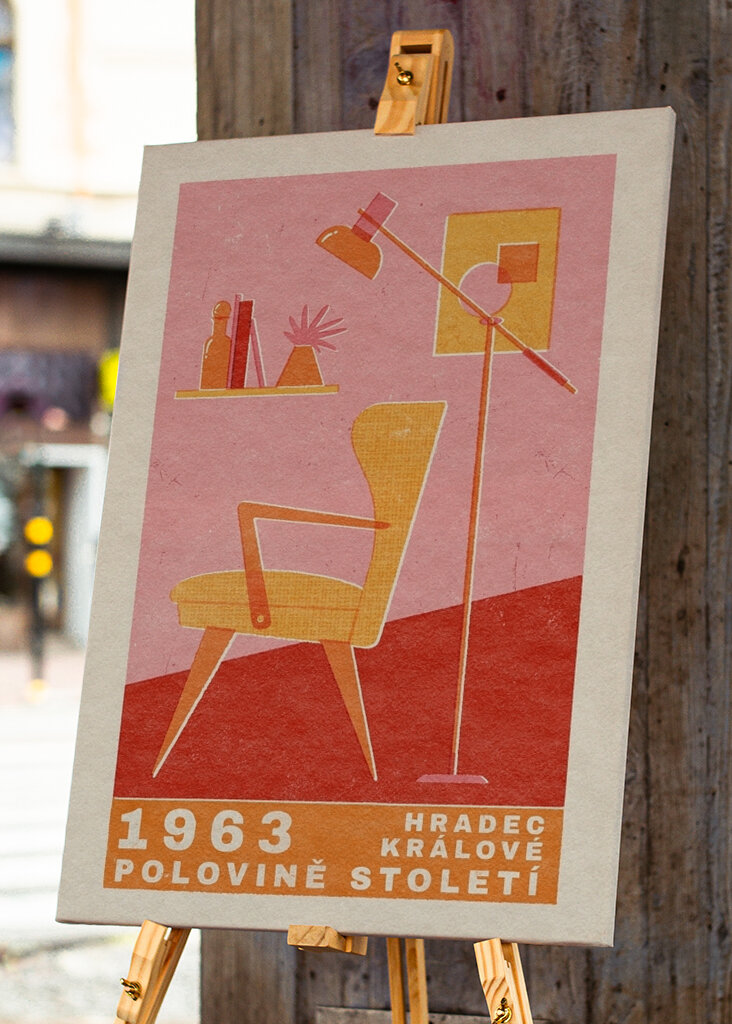 1963
HRADEC
KRÁLOVÉ
POLOVINĚ STOLETÍ